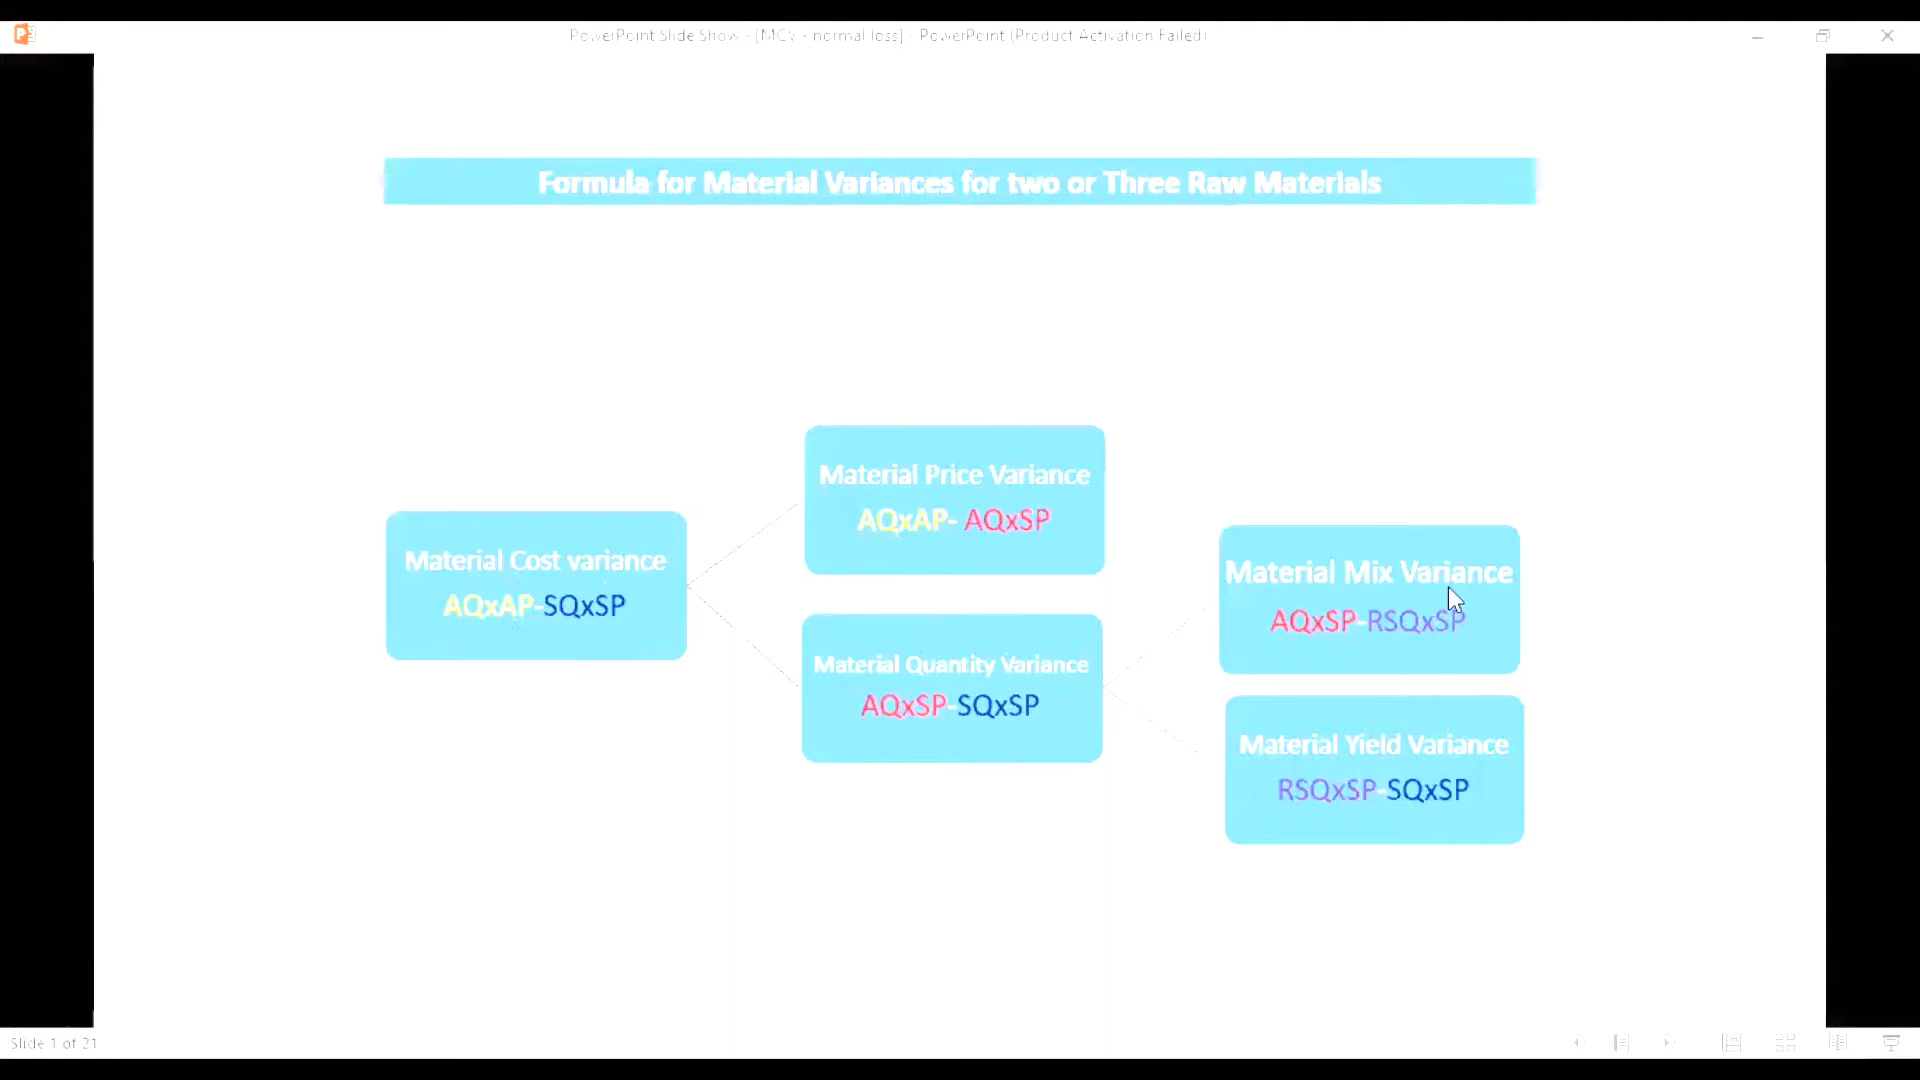 PowerPoint Slide Show - [MCV - normal loss] - PowerPoint (Product Activation Failed)
Formula for Material Variances for two or Three Raw Materials
Material Price Variance
AQxAP- AQxSP
Material Cost variance
AQxAP-SQxSP
Material Quantity Variance
AQxSP-SQxSP
Material Mix Variance
AQxSP-RSQxSP
Material Yield Variance
RSQxSP-SQxSP
Slide 1 of 21